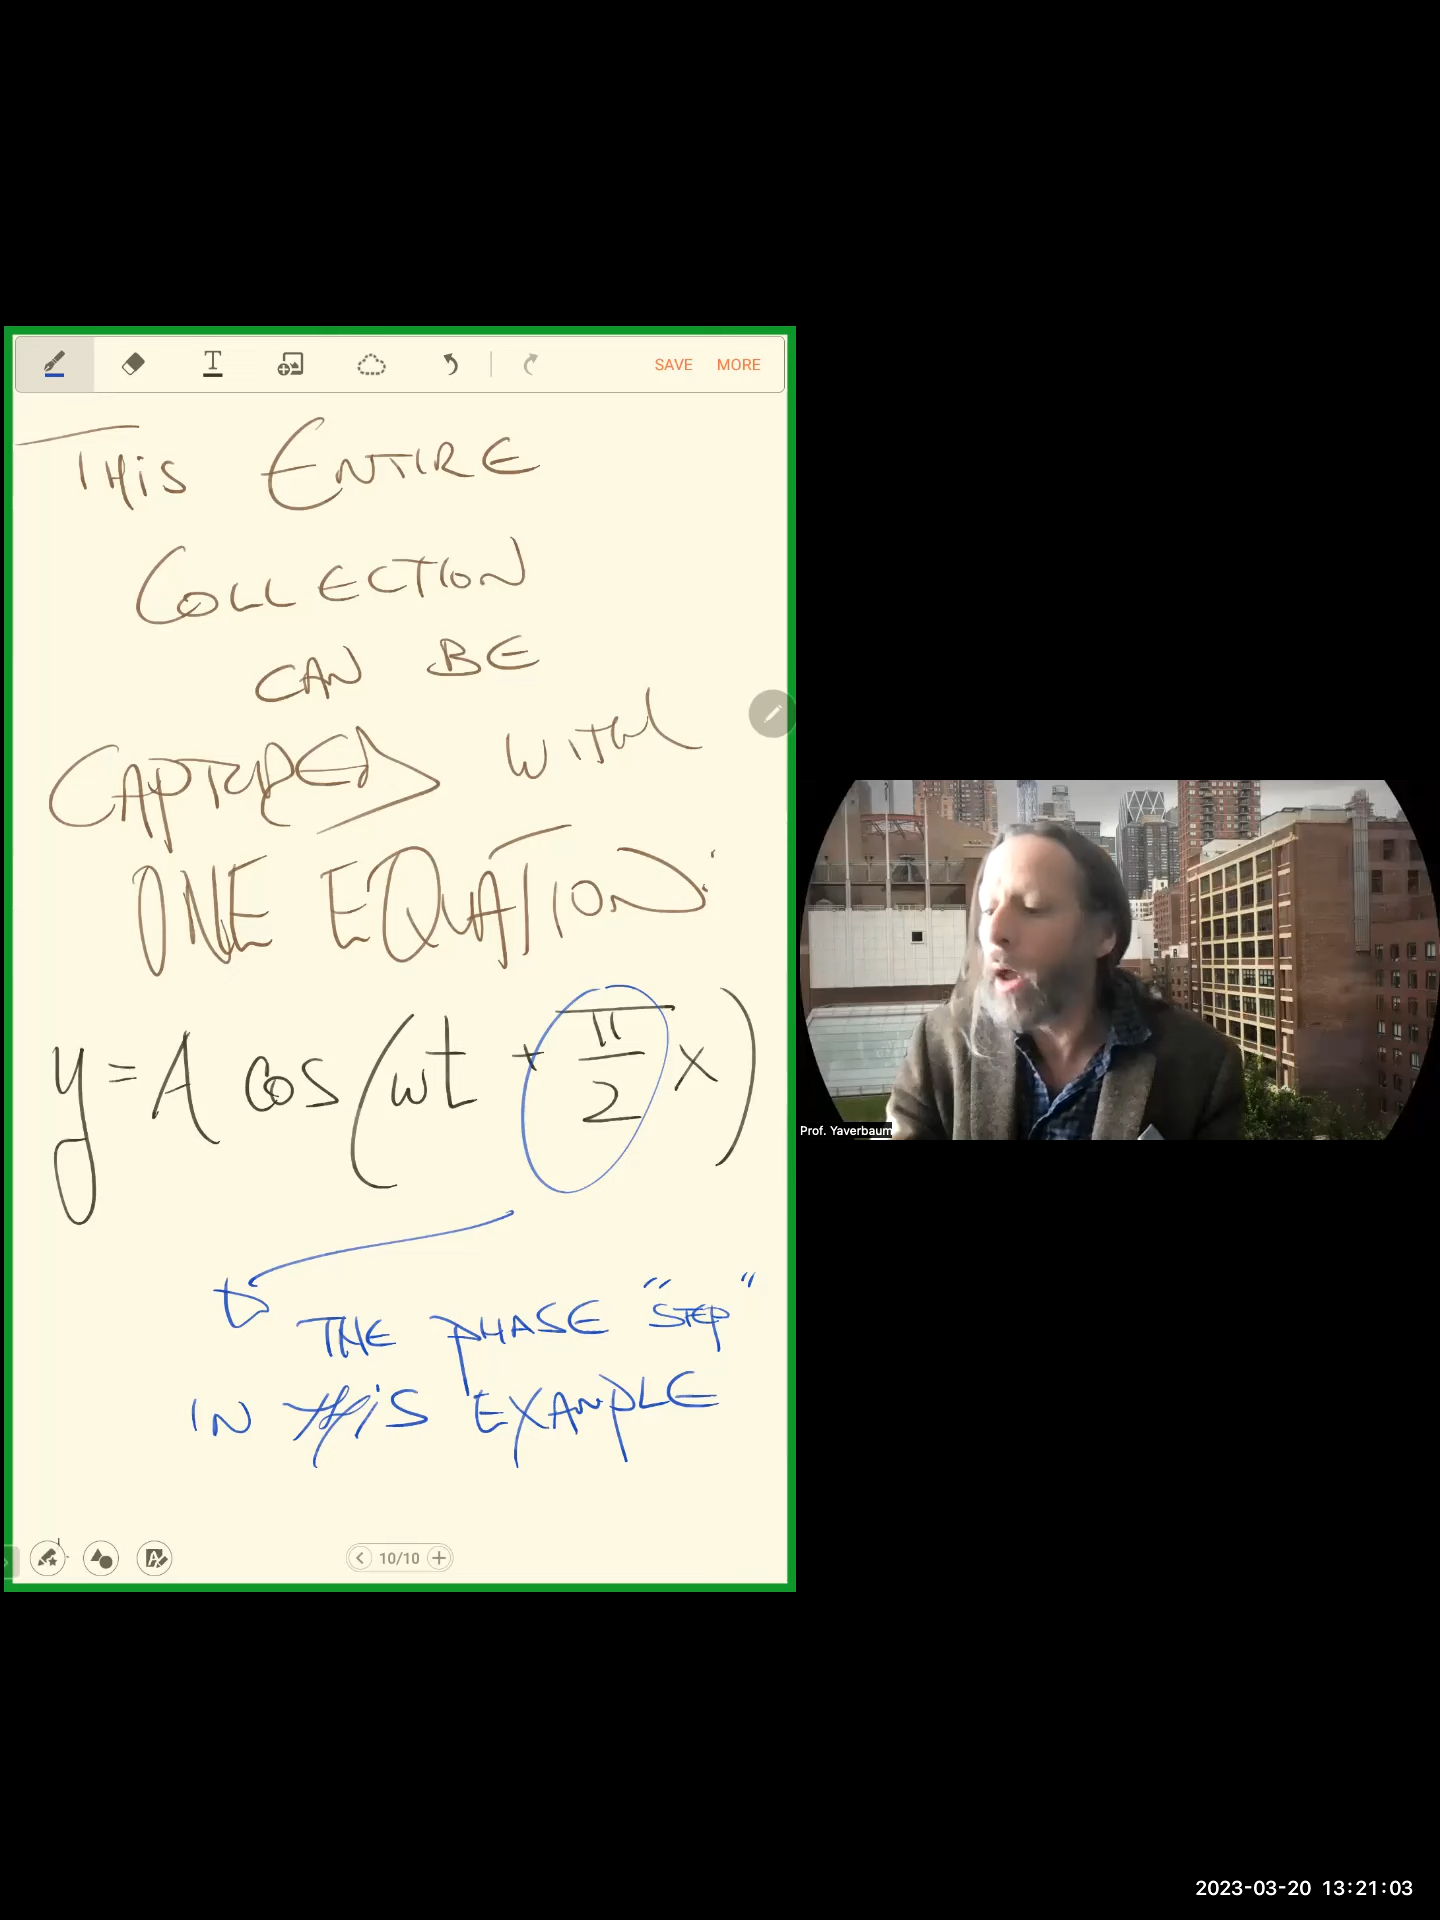 SAVE MORE
THIS ENTIRE
COLLECTION
CAN BE
CAPTURED WITH
ONE EQUATION:
y = A cos(ωt + π/2 x)
THE PHASE "STEP"
IN THIS EXAMPLE
10/10
Prof. Yaverbaum
2023-03-20 13:21:03